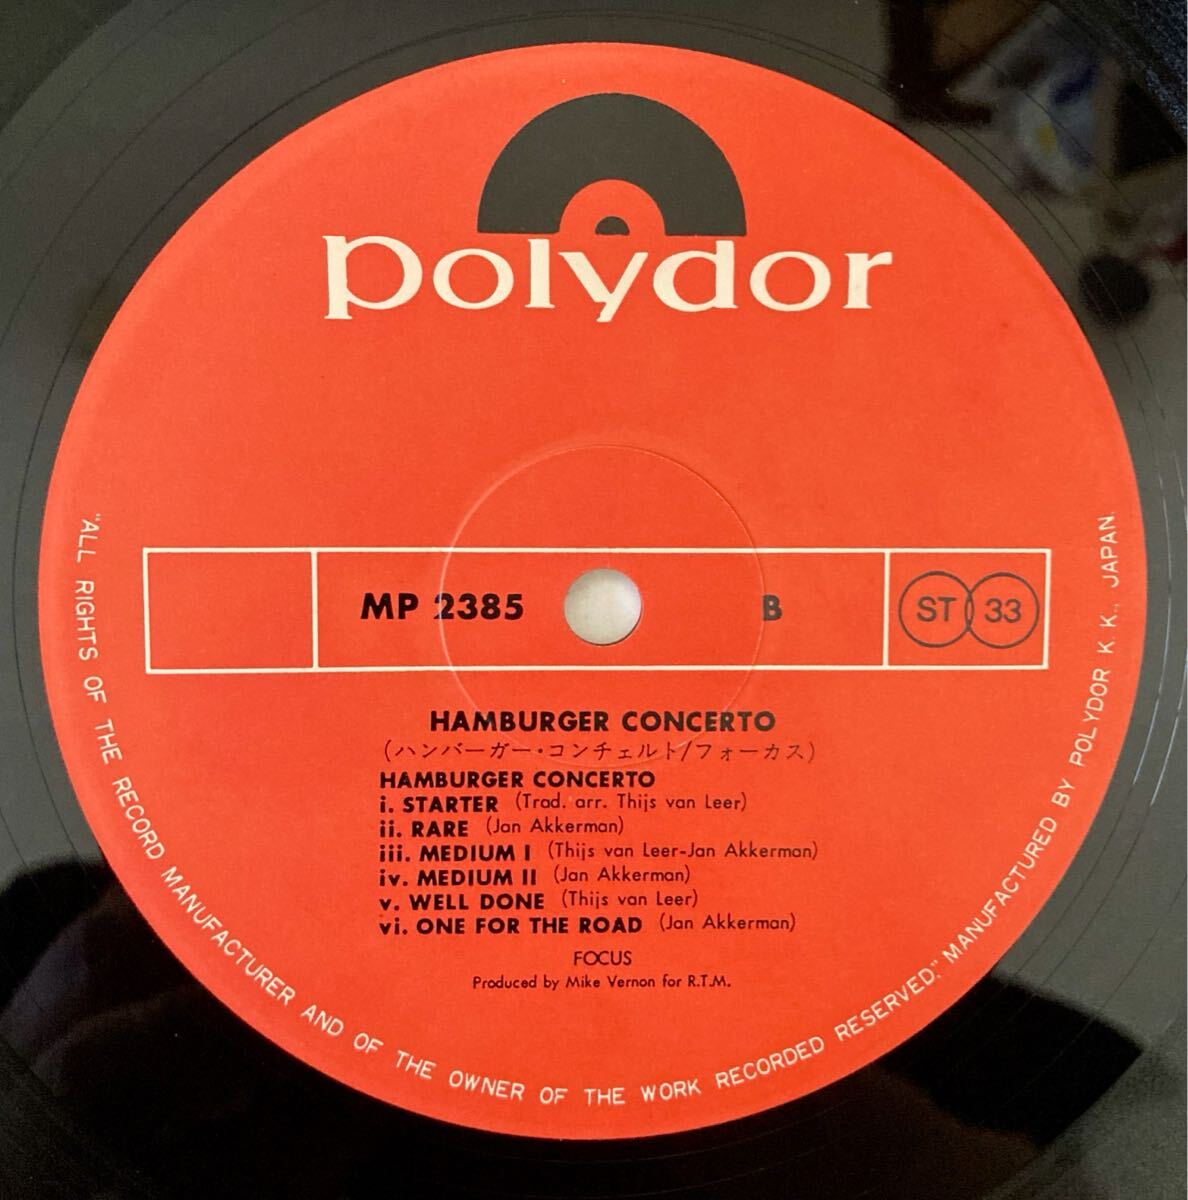 polydor
MP 2385 B ST 33
HAMBURGER CONCERTO
(ハンバーガー・コンチェルト/フォーカス)
HAMBURGER CONCERTO
i. STARTER (Trad. arr. Thijs van Leer)
ii. RARE (Jan Akkerman)
iii. MEDIUM I (Thijs van Leer-Jan Akkerman)
iv. MEDIUM II (Jan Akkerman)
v. WELL DONE (Thijs van Leer)
vi. ONE FOR THE ROAD (Jan Akkerman)
FOCUS
Produced by Mike Vernon for R.T.M.
"ALL RIGHTS OF THE RECORD MANUFACTURER AND OF THE OWNER OF THE WORK RECORDED RESERVED." MANUFACTURED BY POLYDOR K. K., JAPAN.